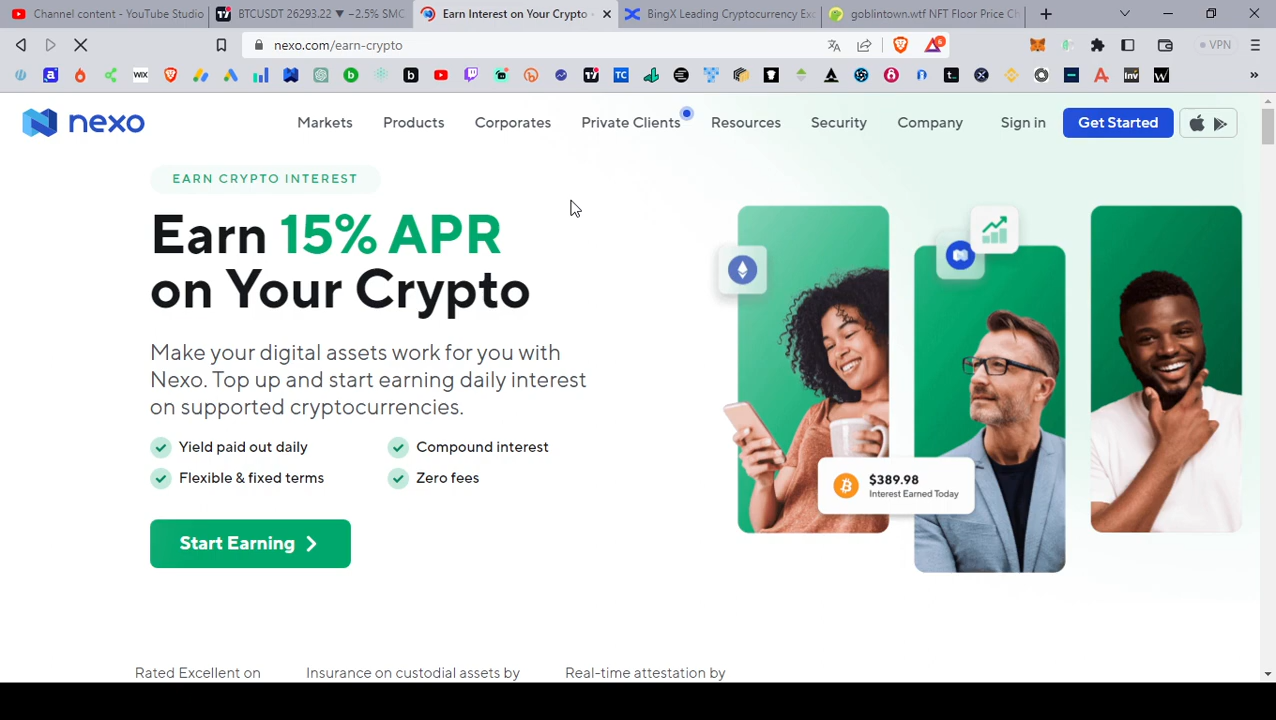 Channel content - YouTube Studio
BTCUSDT 26293.22 ▼ −2.5% SMC
Earn Interest on Your Crypto -
BingX Leading Cryptocurrency Exc
goblintown.wtf NFT Floor Price Ch
nexo.com/earn-crypto
VPN
nexo
Markets
Products
Corporates
Private Clients
Resources
Security
Company
Sign in
Get Started
EARN CRYPTO INTEREST
Earn 15% APR
on Your Crypto
Make your digital assets work for you with
Nexo. Top up and start earning daily interest
on supported cryptocurrencies.
Yield paid out daily
Compound interest
Flexible & fixed terms
Zero fees
Start Earning
$389.98
Interest Earned Today
Rated Excellent on
Insurance on custodial assets by
Real-time attestation by